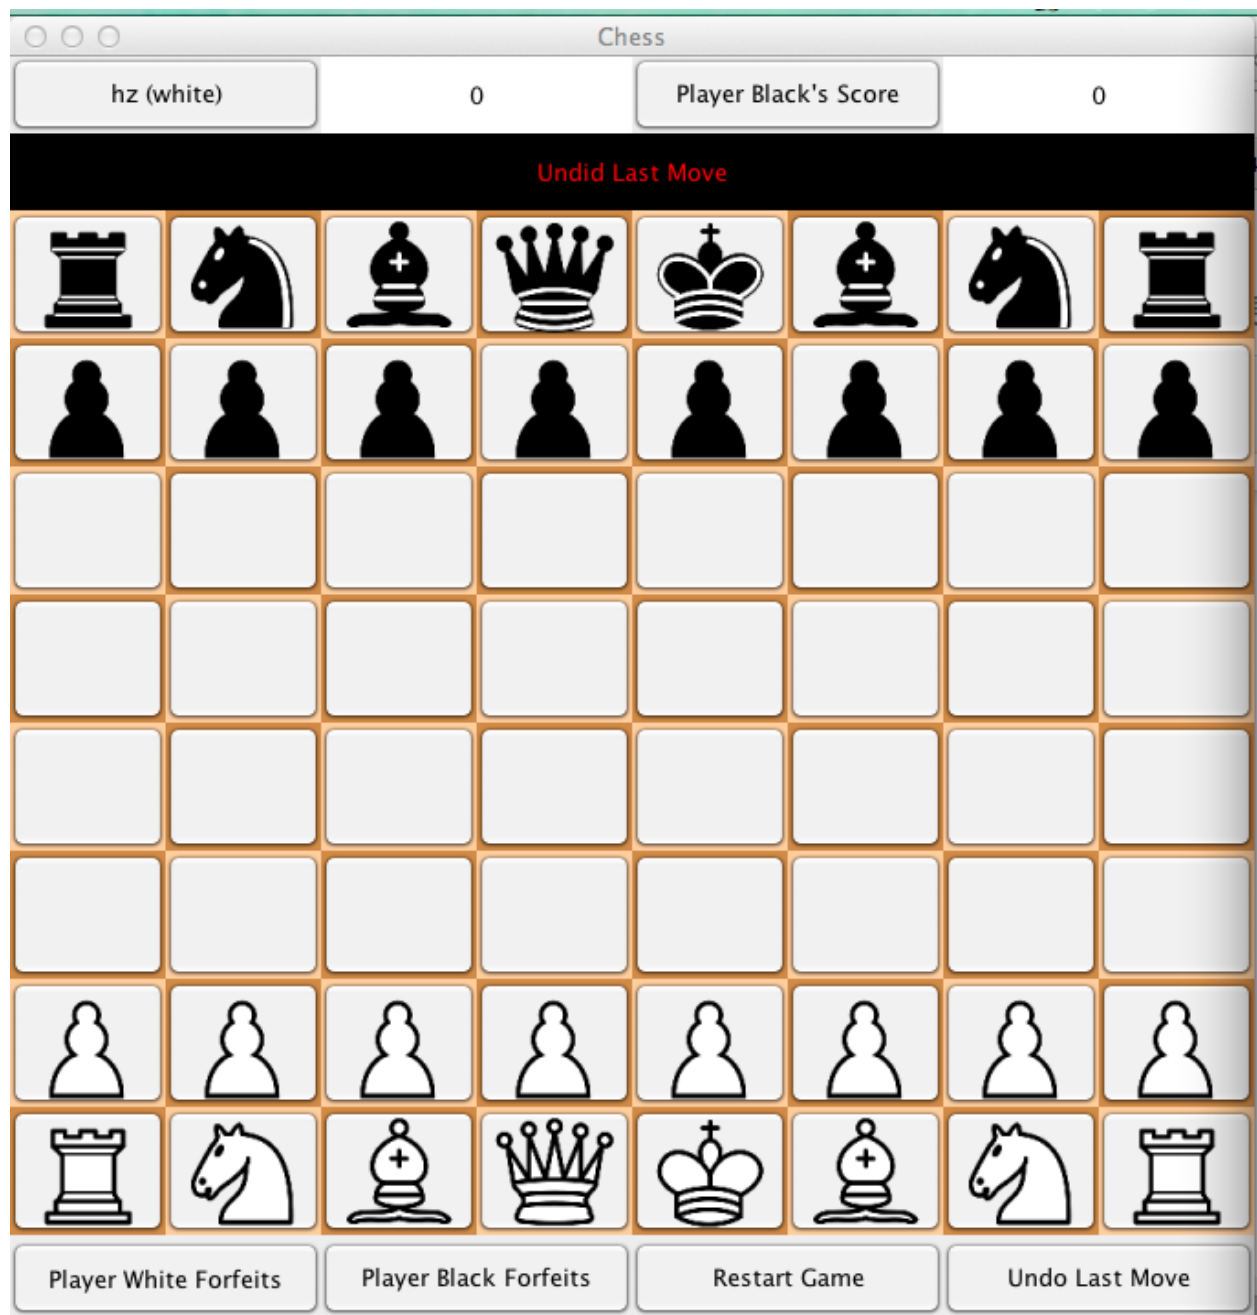 Chess
hz (white) 0 Player Black's Score 0
Undid Last Move
Player White Forfeits Player Black Forfeits Restart Game Undo Last Move